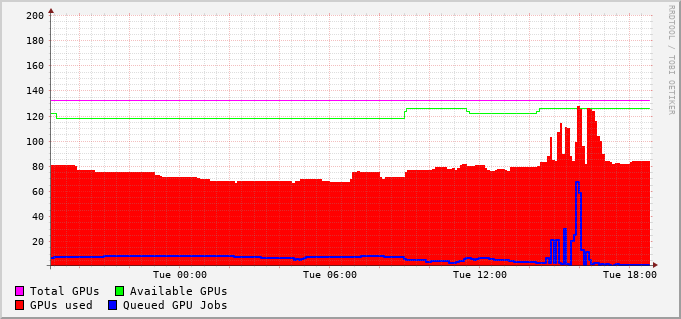 200
180
160
140
120
100
80
60
40
20
Tue 00:00 Tue 06:00 Tue 12:00 Tue 18:00
Total GPUs Available GPUs
GPUs used Queued GPU Jobs
RRDTOOL / TOBI OETIKER